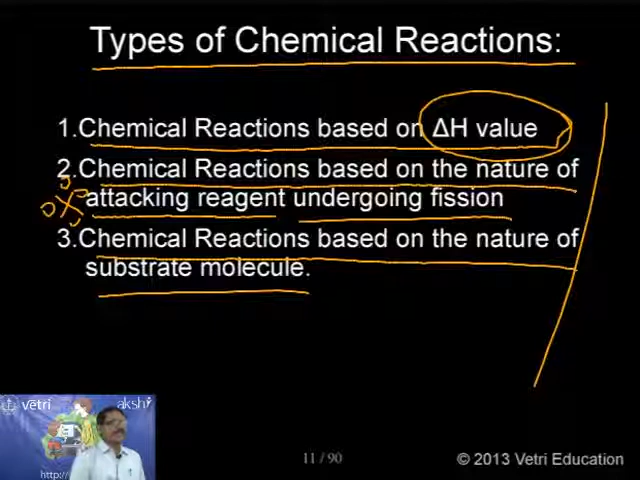 Types of Chemical Reactions:
1.Chemical Reactions based on ΔH value
2.Chemical Reactions based on the nature of
attacking reagent undergoing fission
3.Chemical Reactions based on the nature of
substrate molecule.
vetri
akshi
http:/
11 / 90
© 2013 Vetri Education